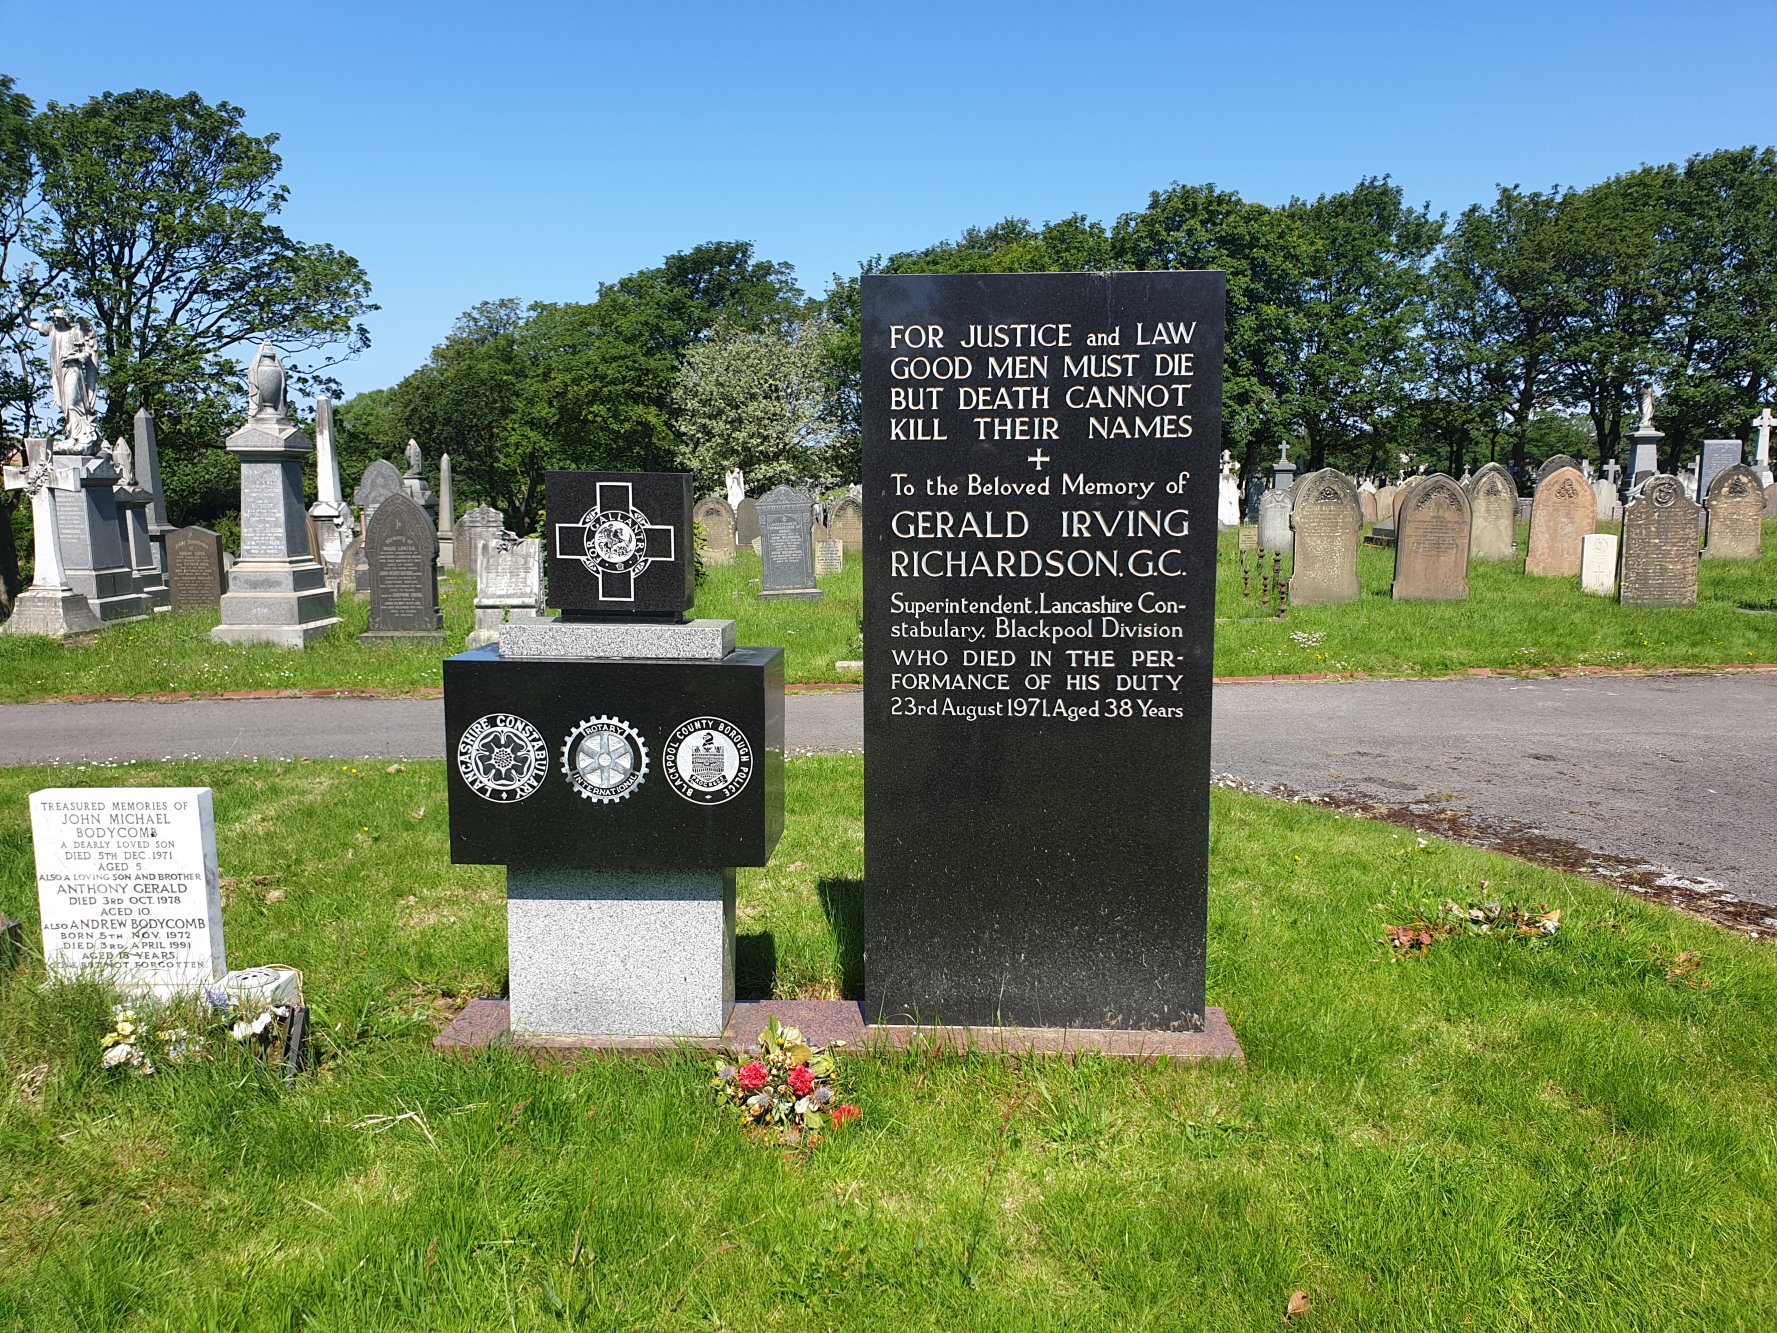 FOR JUSTICE and LAW
GOOD MEN MUST DIE
BUT DEATH CANNOT
KILL THEIR NAMES
To the Beloved Memory of
GERALD IRVING
RICHARDSON, G.C.
Superintendent, Lancashire Con-
stabulary, Blackpool Division
WHO DIED IN THE PER-
FORMANCE OF HIS DUTY
23rd August 1971, Aged 38 Years
FOR GALLANTRY
LANCASHIRE CONSTABULARY
ROTARY
INTERNATIONAL
BLACKPOOL COUNTY BOROUGH POLICE
PROGRESS
TREASURED MEMORIES OF
JOHN MICHAEL
BODYCOMB
A DEARLY LOVED SON
DIED 5TH DEC. 1971
AGED 5
ALSO A LOVING SON AND BROTHER
ANTHONY GERALD
DIED 3RD OCT. 1978
AGED 10
ALSO ANDREW BODYCOMB
BORN 5TH NOV. 1972
DIED 3RD APRIL 1991
AGED 18 YEARS
NOT FORGOTTEN